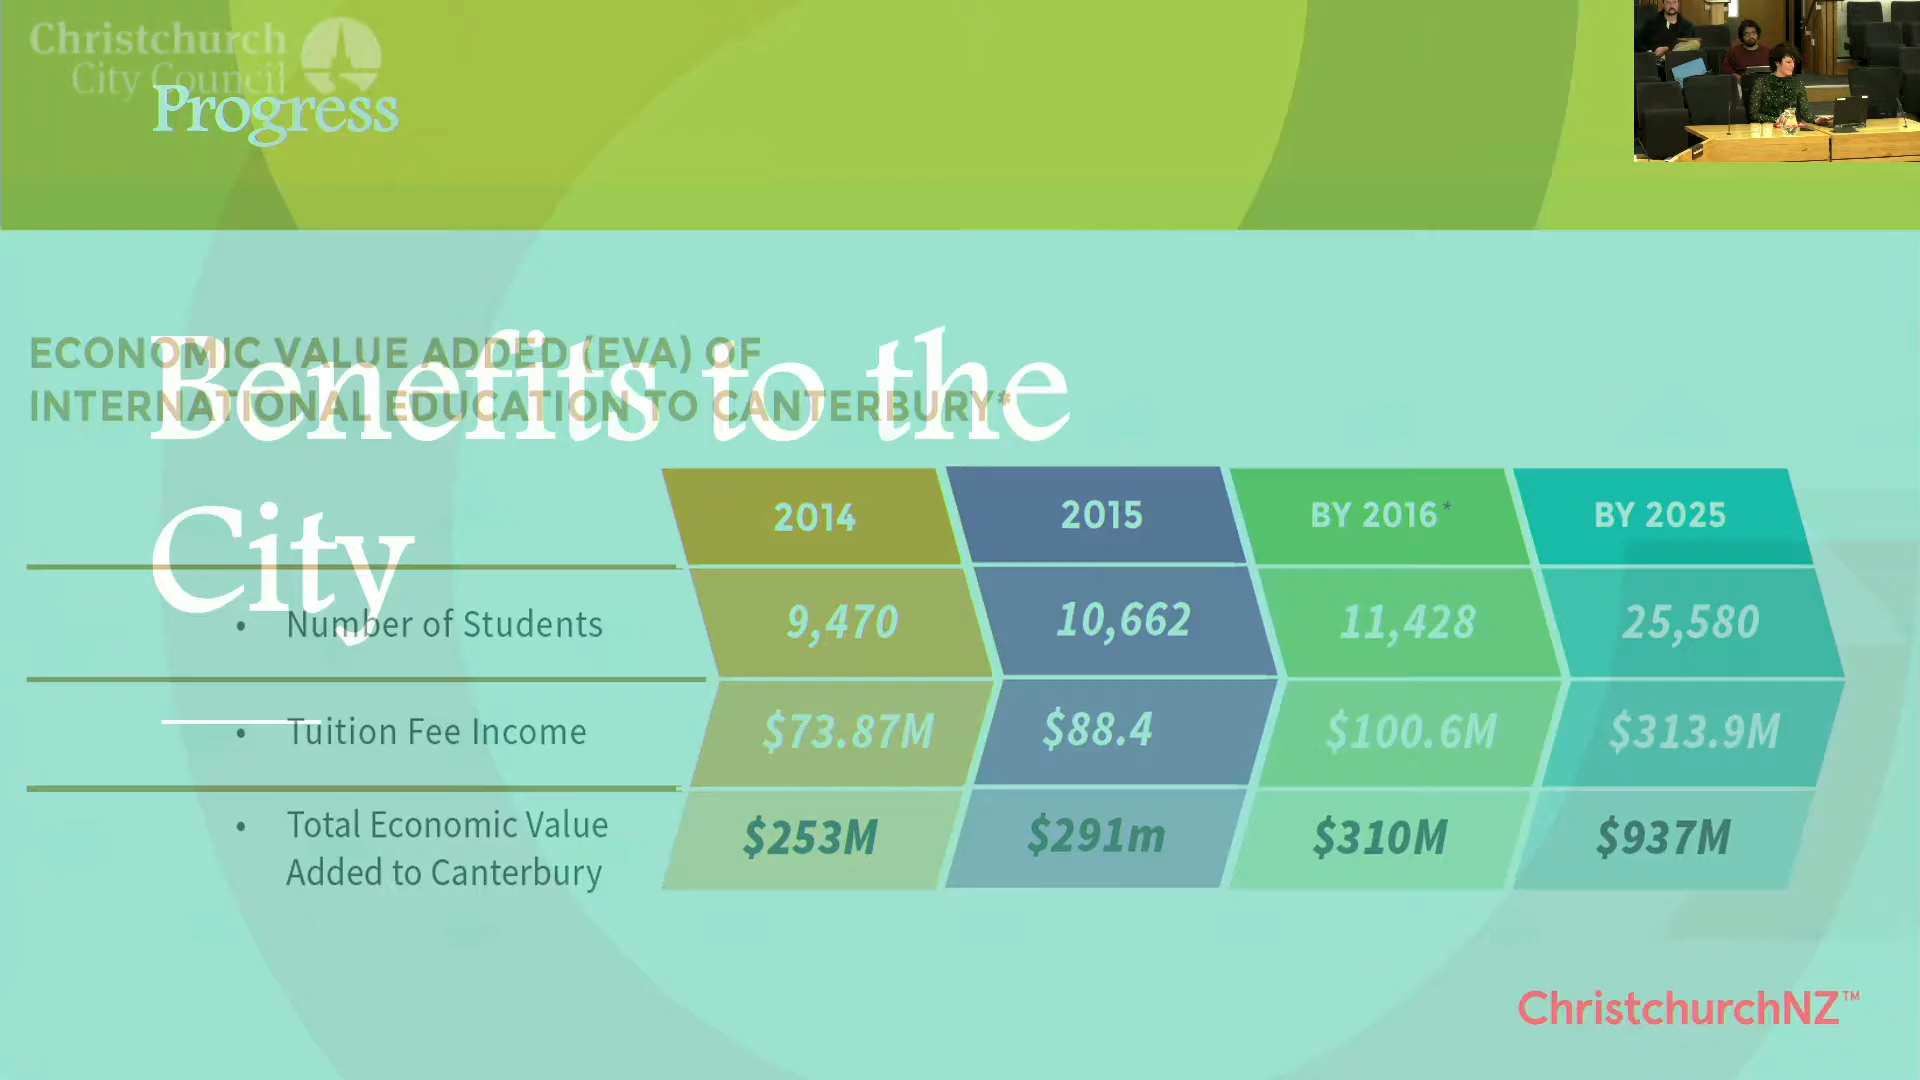 Christchurch
City Council
Progress
Benefits to the
City
ECONOMIC VALUE ADDED (EVA) OF
INTERNATIONAL EDUCATION TO CANTERBURY*
2014 2015 BY 2016* BY 2025
• Number of Students 9,470 10,662 11,428 25,580
• Tuition Fee Income $73.87M $88.4 $100.6M $313.9M
• Total Economic Value
Added to Canterbury $253M $291m $310M $937M
ChristchurchNZ™